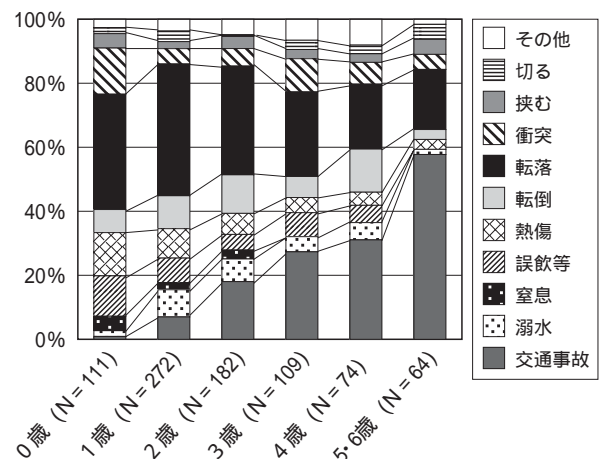 100%
80%
60%
40%
20%
0%
0歳 (N = 111)
1歳 (N = 272)
2歳 (N = 182)
3歳 (N = 109)
4歳 (N = 74)
5・6歳 (N = 64)
その他
切る
挟む
衝突
転落
転倒
熱傷
誤飲等
窒息
溺水
交通事故